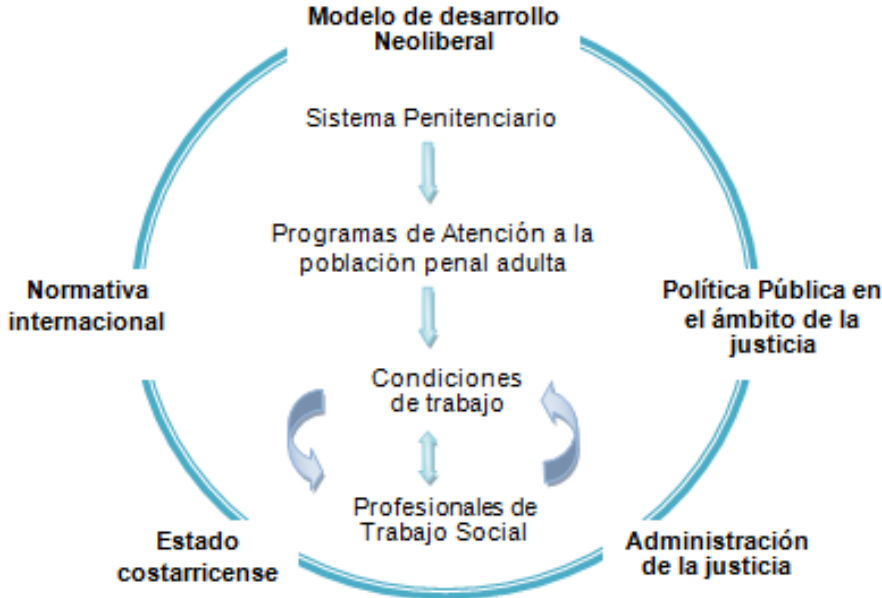 Modelo de desarrollo
Neoliberal
Sistema Penitenciario
Programas de Atención a la
población penal adulta
Normativa
internacional
Política Pública en
el ámbito de la
justicia
Condiciones
de trabajo
Profesionales de
Trabajo Social
Estado
costarricense
Administración
de la justicia